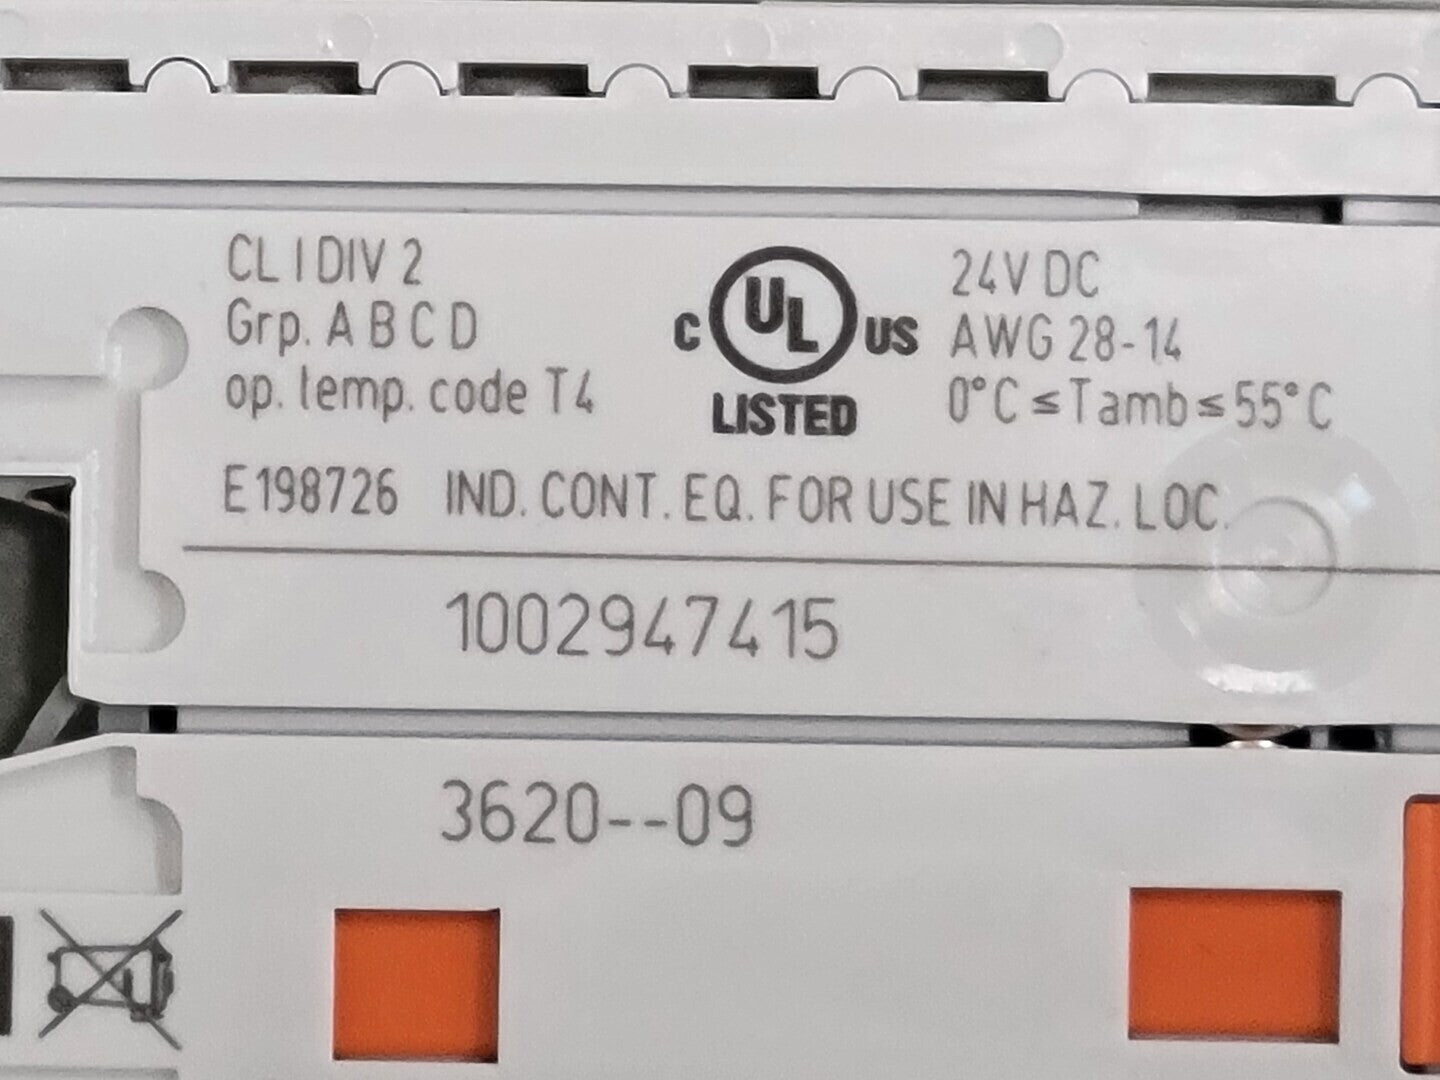 CL I DIV 2
Grp. A B C D
op. temp. code T4
C UL US
LISTED
24V DC
AWG 28-14
0°C ≤ Tamb ≤ 55°C
E198726 IND. CONT. EQ. FOR USE IN HAZ. LOC.
1002947415
3620--09